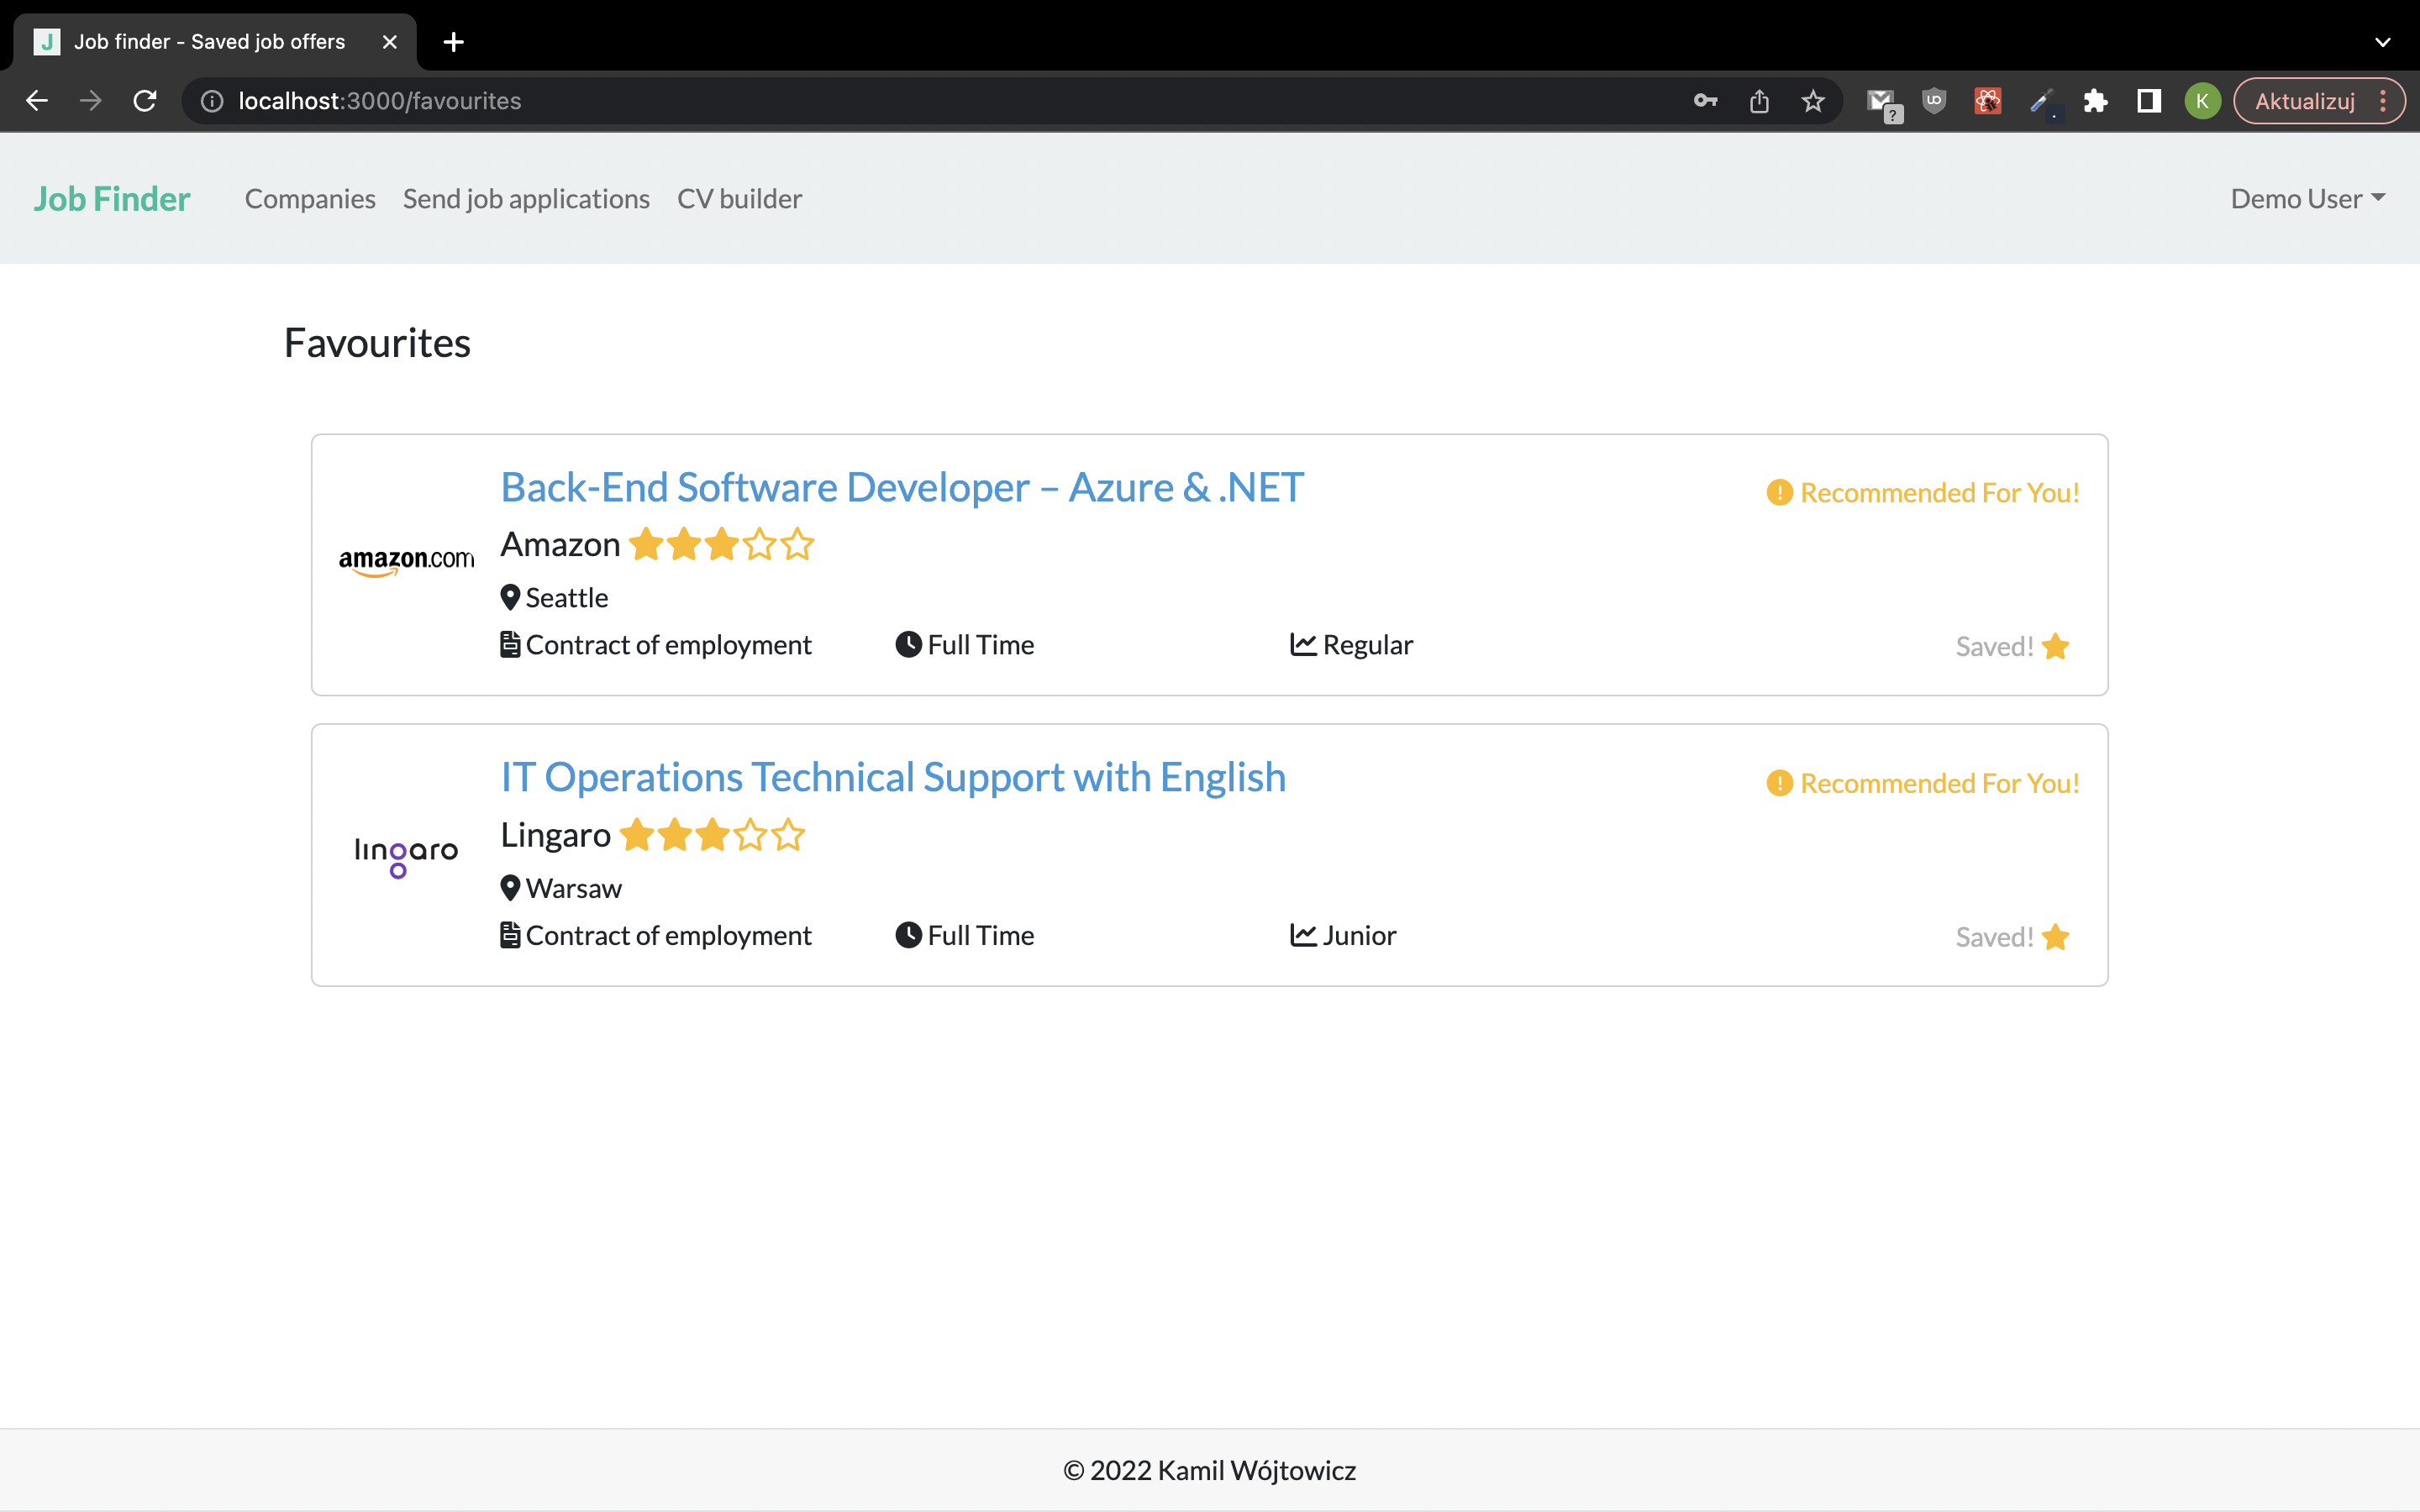 J Job finder - Saved job offers
localhost:3000/favourites
? UD K Aktualizuj
Job Finder Companies Send job applications CV builder Demo User
Favourites
Back-End Software Developer – Azure & .NET Recommended For You!
amazon.com
Amazon
Seattle
Contract of employment Full Time Regular Saved!
IT Operations Technical Support with English Recommended For You!
lingaro
Lingaro
Warsaw
Contract of employment Full Time Junior Saved!
© 2022 Kamil Wójtowicz